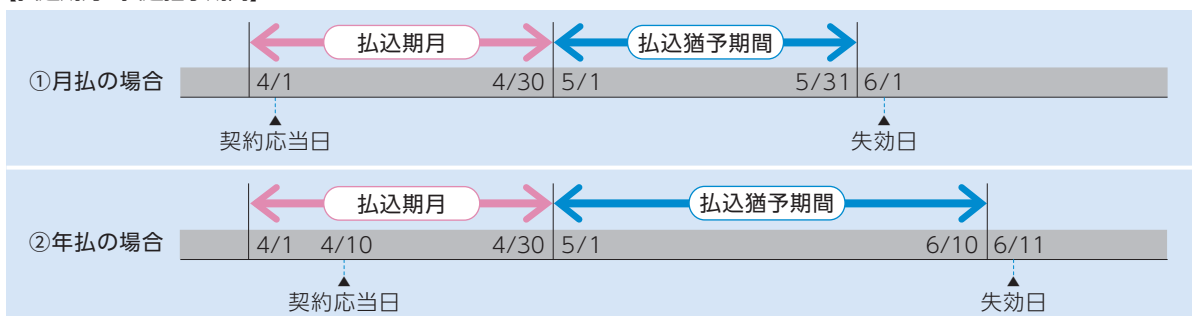 払込期月 払込猶予期間
①月払の場合 4/1 4/30 5/1 5/31 6/1
契約応当日 失効日
払込期月 払込猶予期間
②年払の場合 4/1 4/10 4/30 5/1 6/10 6/11
契約応当日 失効日